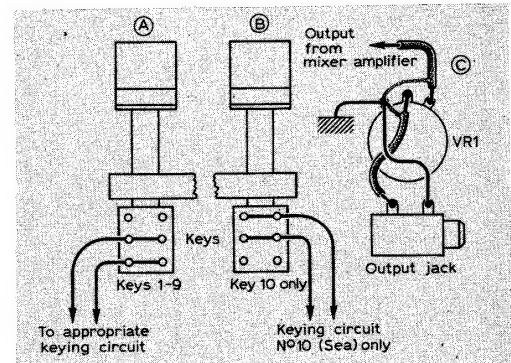 A
B
C
Output
from
mixer amplifier
VR1
Keys
Output jack
Keys 1-9
Key 10 only
To appropriate
keying circuit
Keying circuit
Nº10 (Sea) only